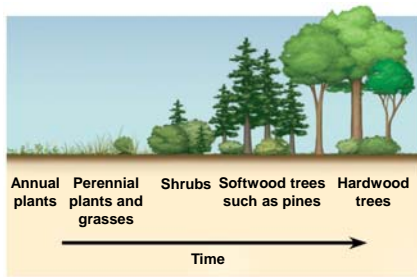 Annual plants
Perennial plants and grasses
Shrubs
Softwood trees such as pines
Hardwood trees
Time